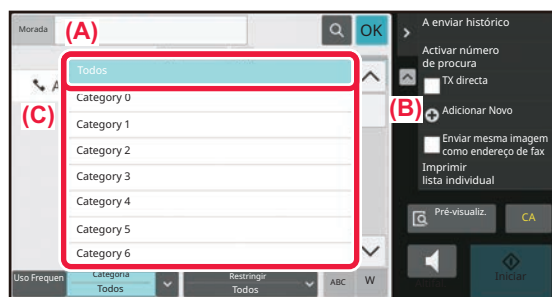 Morada
(A)
OK
A enviar histórico
Activar número
de procura
TX directa
(B)
Adicionar Novo
Enviar mesma imagem
como endereço de fax
Imprimir
lista individual
Pré-visualiz.
CA
Iniciar
A
(C)
Todos
Category 0
Category 1
Category 2
Category 3
Category 4
Category 5
Category 6
Uso Frequen
Categoria
Todos
Restringir
Todos
ABC
W